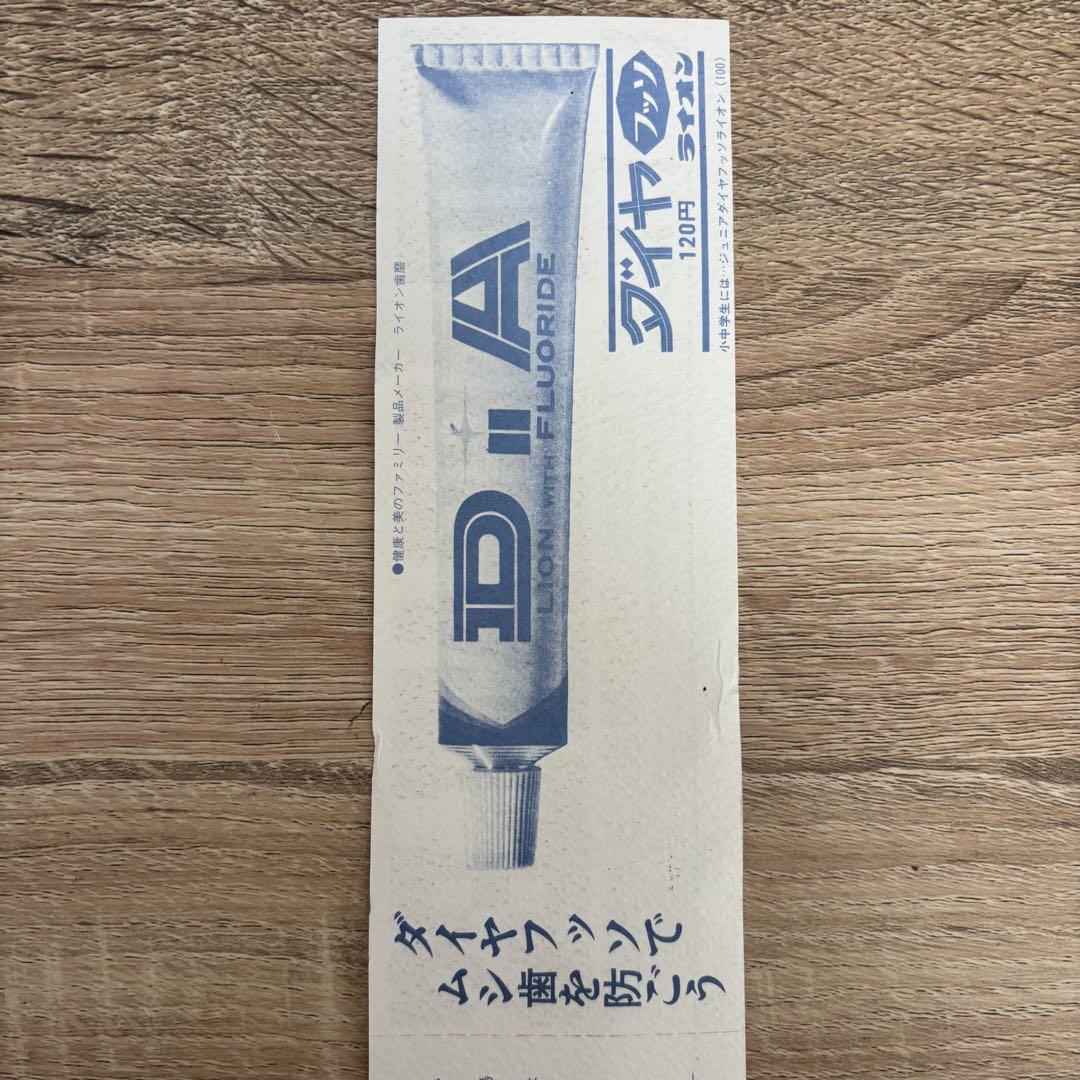 ダイヤフッソで
ムシ歯を防ごう
DiiA
LION WITH FLUORIDE
ダイヤフッソ
120円 ライオン
小中学生には…ジュニアダイヤフッソライオン(100)
●健康と美のファミリー 製品メーカー ライオン歯磨